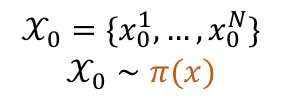 𝒳₀ = {x₀¹, …, x₀ᴺ}
𝒳₀ ~ π(x)